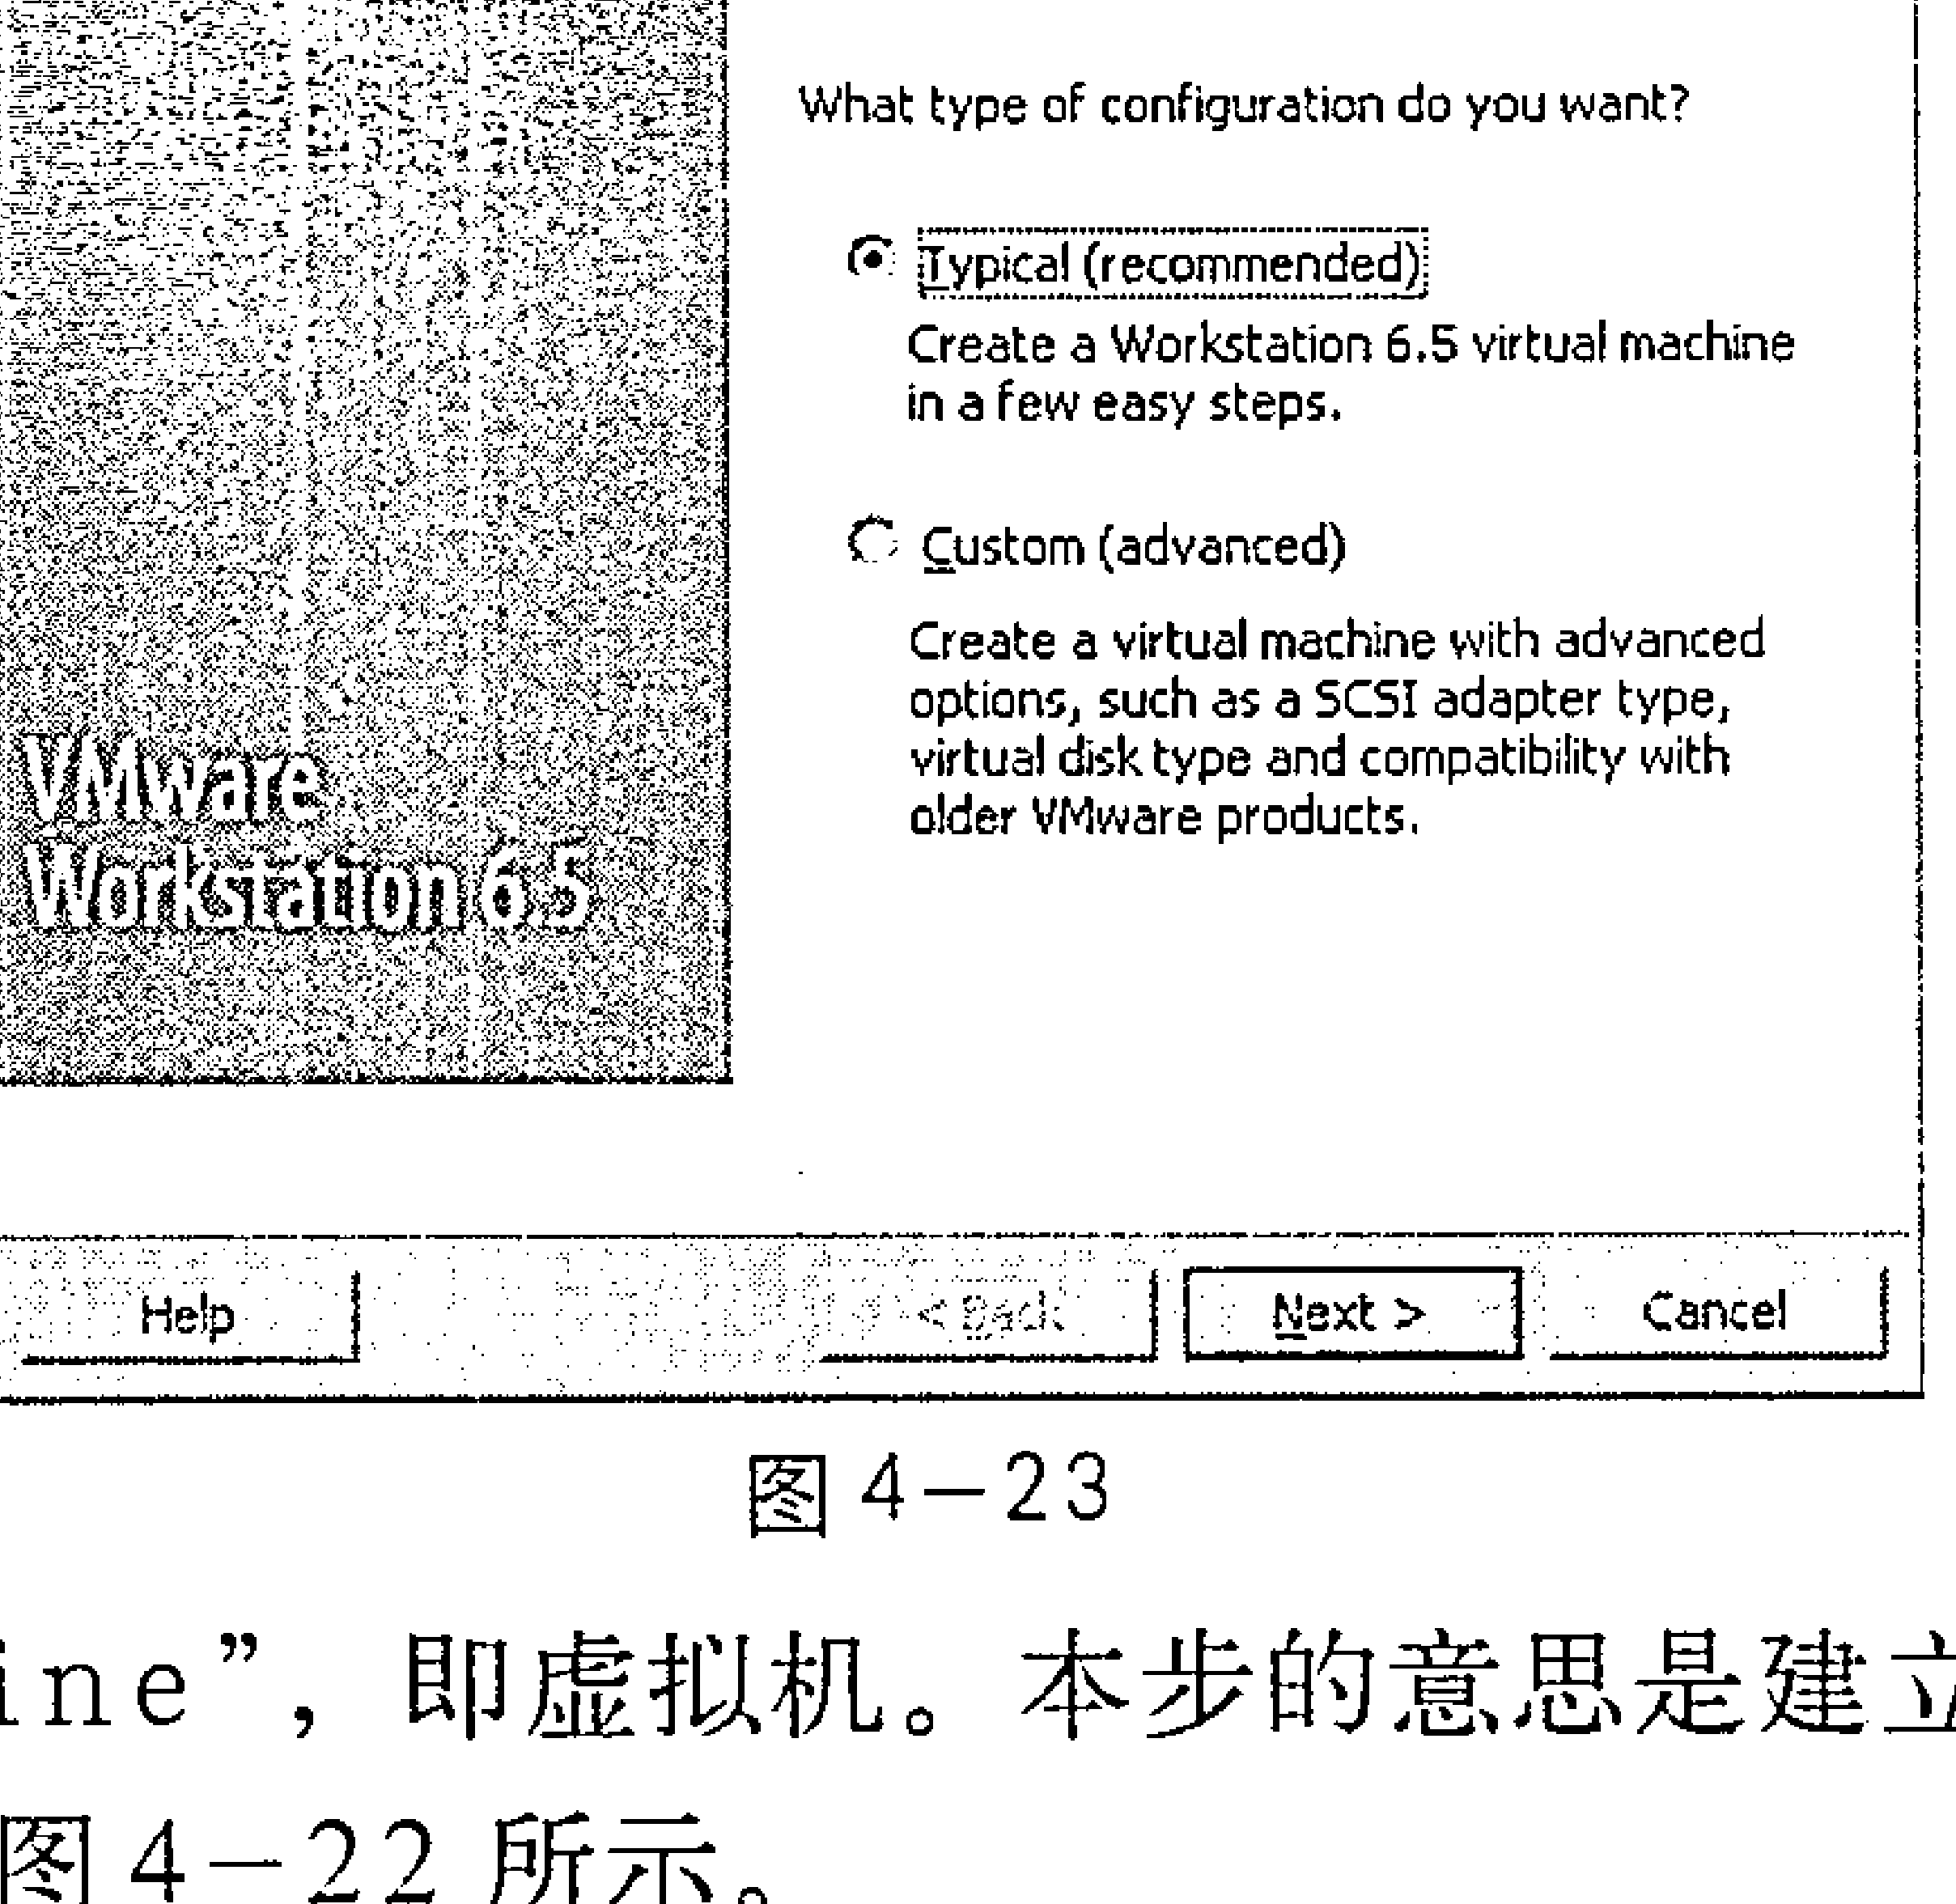 What type of configuration do you want?
Typical (recommended)
Create a Workstation 6.5 virtual machine
in a few easy steps.
Custom (advanced)
Create a virtual machine with advanced
options, such as a SCSI adapter type,
virtual disk type and compatibility with
older VMware products.
VMware
Workstation 6.5
Help
< Back
Next >
Cancel
图 4－23
ine”，即虚拟机。本步的意思是建立
图 4－22 所示。